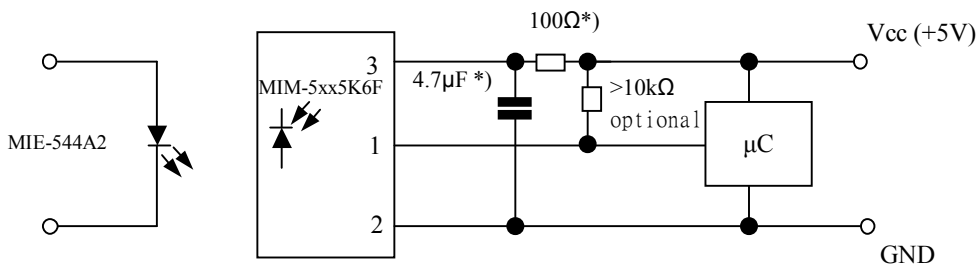 100Ω*)
Vcc (+5V)
3
4.7μF *)
MIM-5xx5K6F
>10kΩ
optional
MIE-544A2
1
μC
2
GND